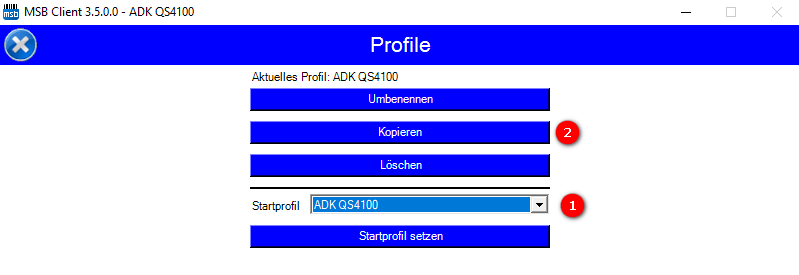 msb MSB Client 3.5.0.0 - ADK QS4100
Profile
Aktuelles Profil: ADK QS4100
Umbenennen
Kopieren 2
Löschen
Startprofil ADK QS4100 1
Startprofil setzen